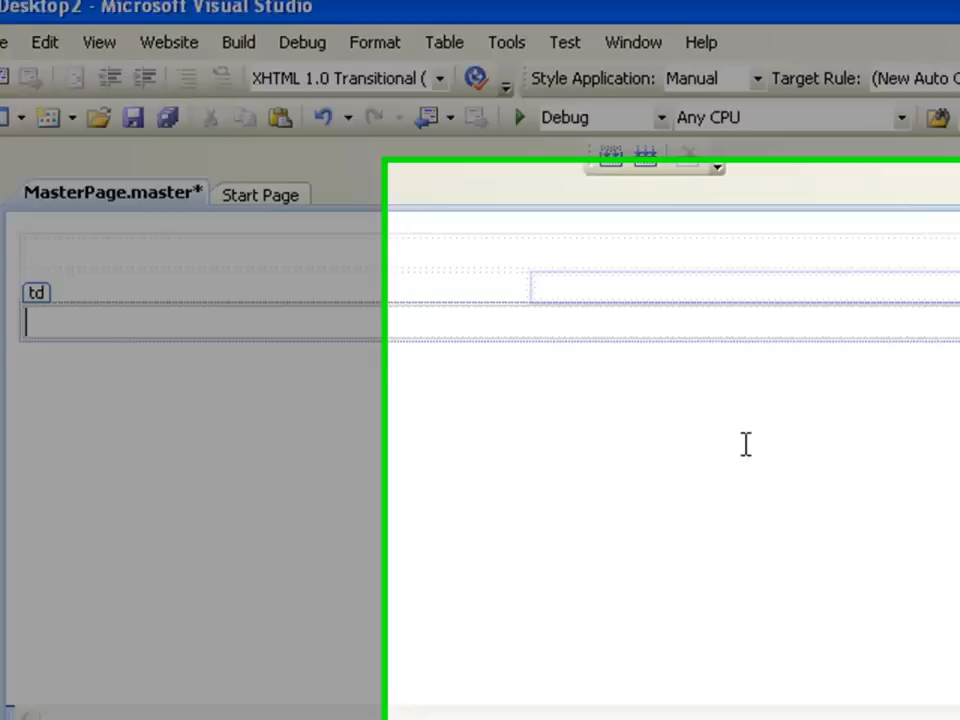 Desktop2 - Microsoft Visual Studio
e Edit View Website Build Debug Format Table Tools Test Window Help
XHTML 1.0 Transitional ( Style Application: Manual Target Rule: (New Auto C
Debug Any CPU
MasterPage.master* Start Page
td